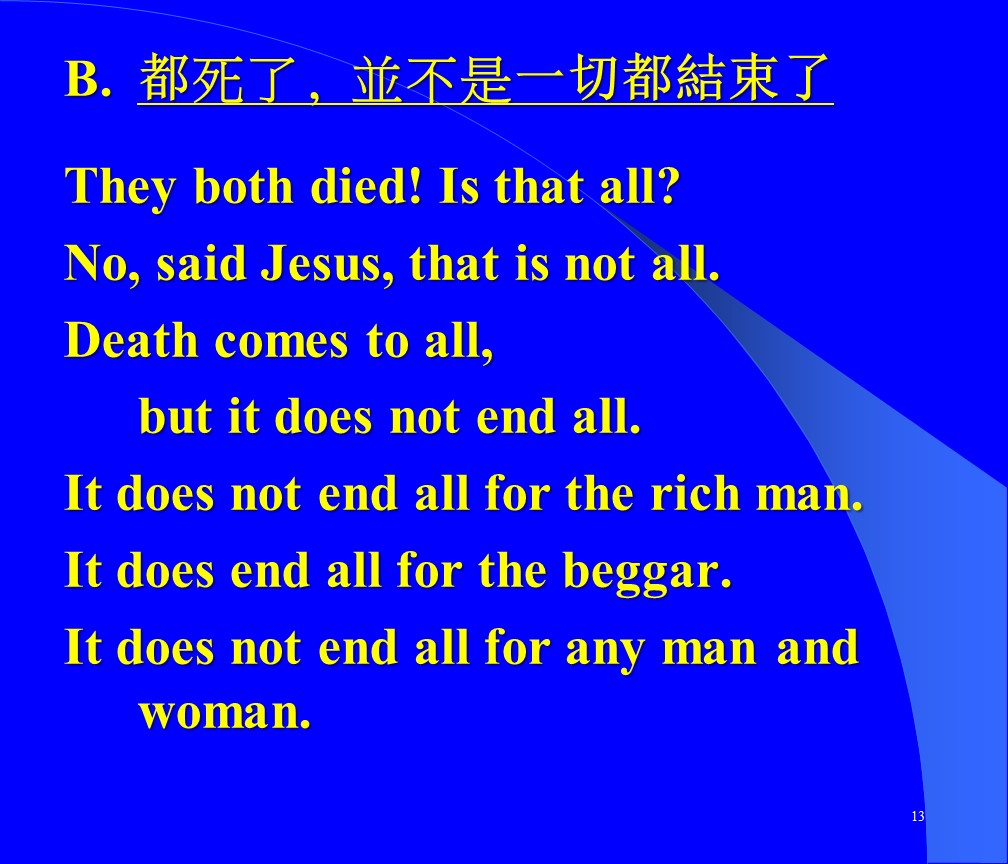 B. 都死了, 並不是一切都結束了
They both died! Is that all?
No, said Jesus, that is not all.
Death comes to all,
but it does not end all.
It does not end all for the rich man.
It does end all for the beggar.
It does not end all for any man and
woman.
13